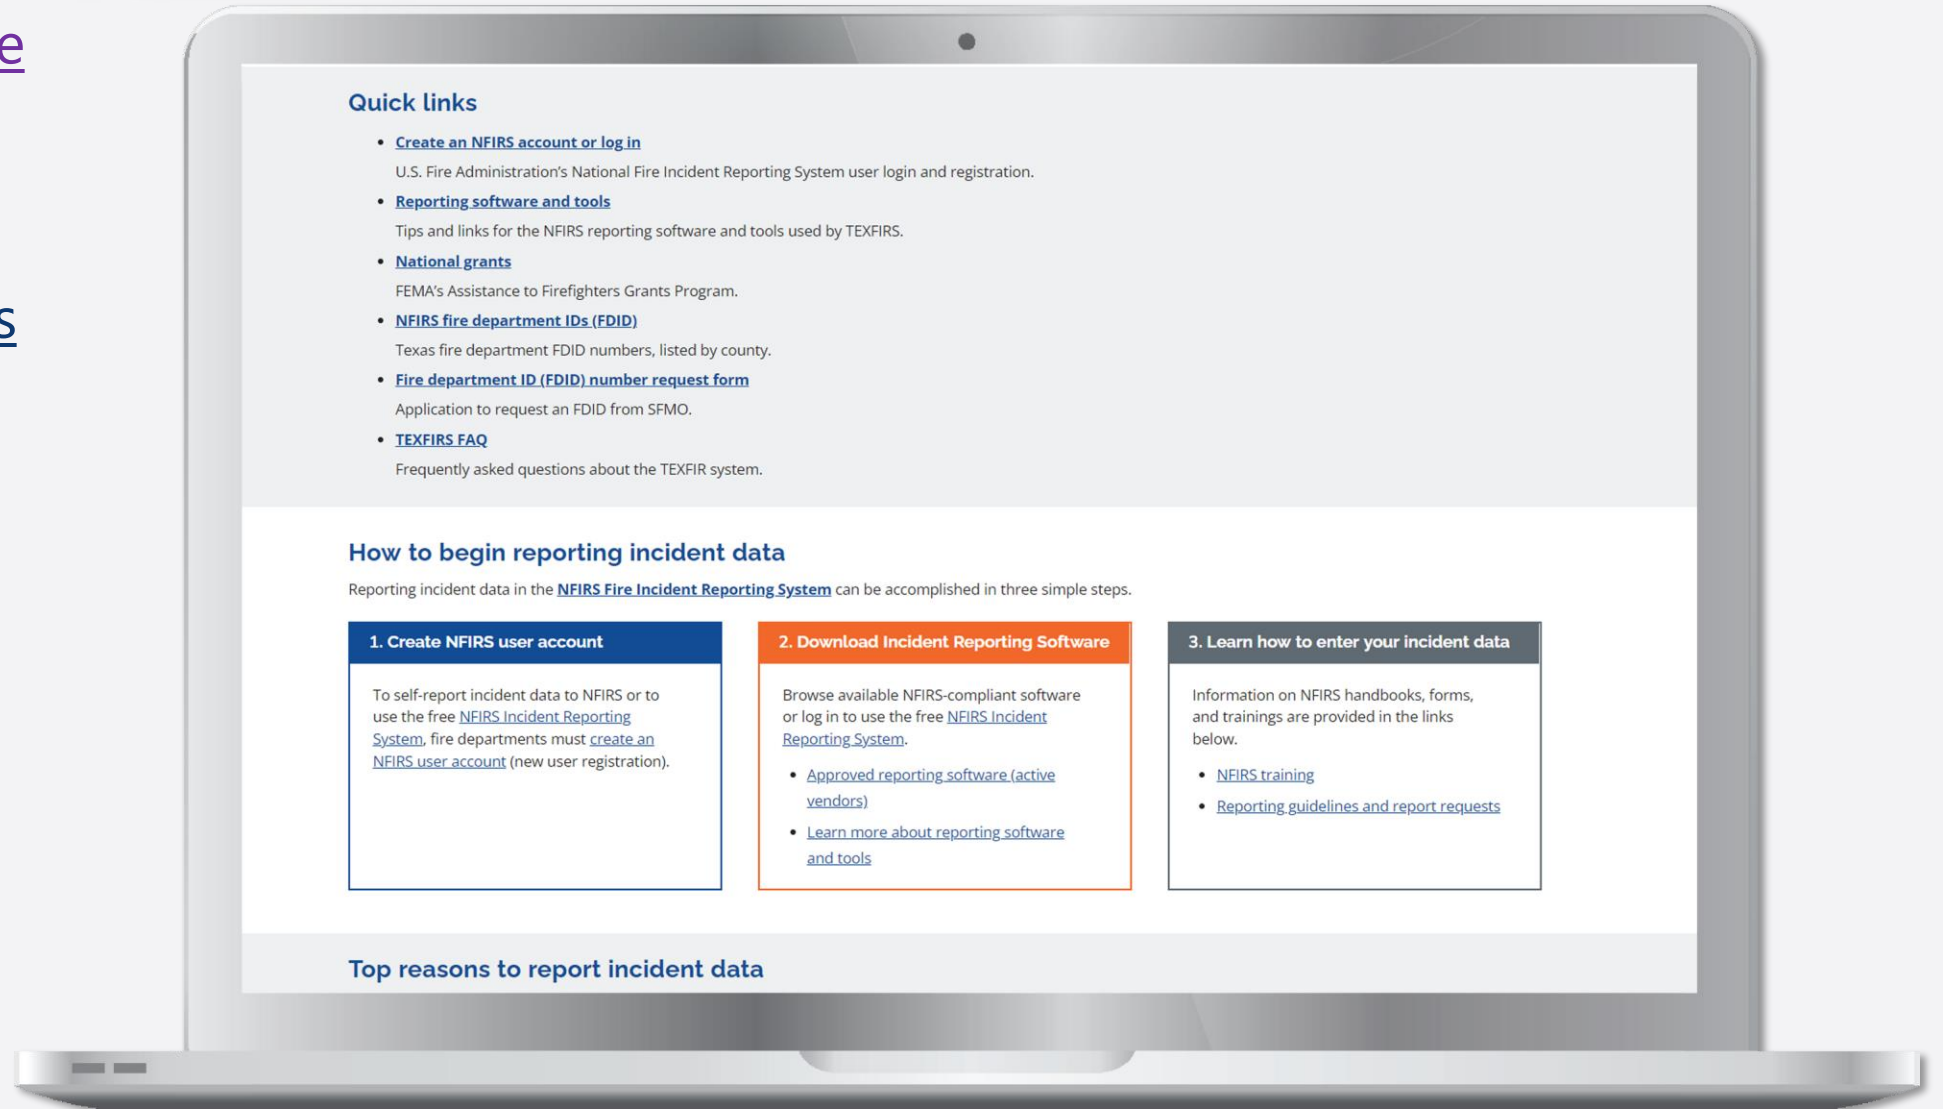 Quick links
• Create an NFIRS account or log in
U.S. Fire Administration's National Fire Incident Reporting System user login and registration.
• Reporting software and tools
Tips and links for the NFIRS reporting software and tools used by TEXFIRS.
• National grants
FEMA's Assistance to Firefighters Grants Program.
• NFIRS fire department IDs (FDID)
Texas fire department FDID numbers, listed by county.
• Fire department ID (FDID) number request form
Application to request an FDID from SFMO.
• TEXFIRS FAQ
Frequently asked questions about the TEXFIR system.
How to begin reporting incident data
Reporting incident data in the NFIRS Fire Incident Reporting System can be accomplished in three simple steps.
1. Create NFIRS user account
To self-report incident data to NFIRS or to
use the free NFIRS Incident Reporting
System, fire departments must create an
NFIRS user account (new user registration).
2. Download Incident Reporting Software
Browse available NFIRS-compliant software
or log in to use the free NFIRS Incident
Reporting System.
• Approved reporting software (active
vendors)
• Learn more about reporting software
and tools
3. Learn how to enter your incident data
Information on NFIRS handbooks, forms,
and trainings are provided in the links
below.
• NFIRS training
• Reporting guidelines and report requests
Top reasons to report incident data